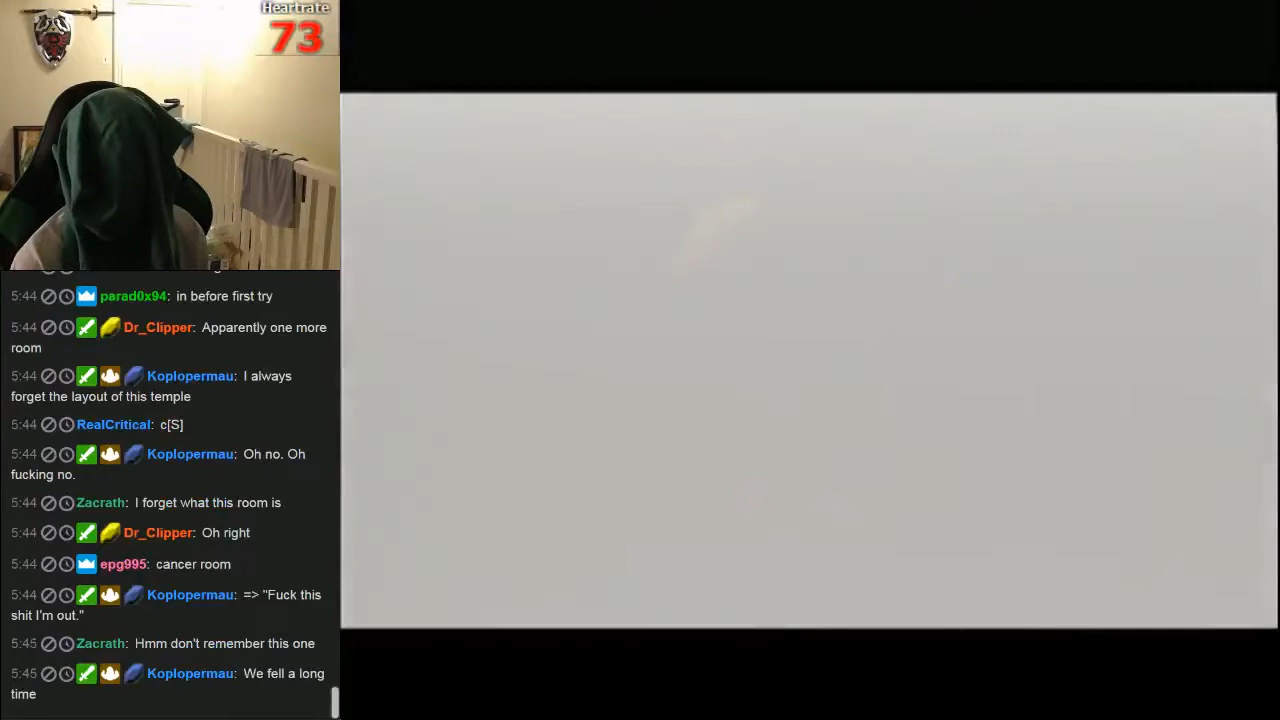 Heartrate
73
5:44 parad0x94: in before first try
5:44 Dr_Clipper: Apparently one more
room
5:44 Koplopermau: I always
forget the layout of this temple
5:44 RealCritical: c[S]
5:44 Koplopermau: Oh no. Oh
fucking no.
5:44 Zacrath: I forget what this room is
5:44 Dr_Clipper: Oh right
5:44 epg995: cancer room
5:44 Koplopermau: => "Fuck this
shit I'm out."
5:45 Zacrath: Hmm don't remember this one
5:45 Koplopermau: We fell a long
time